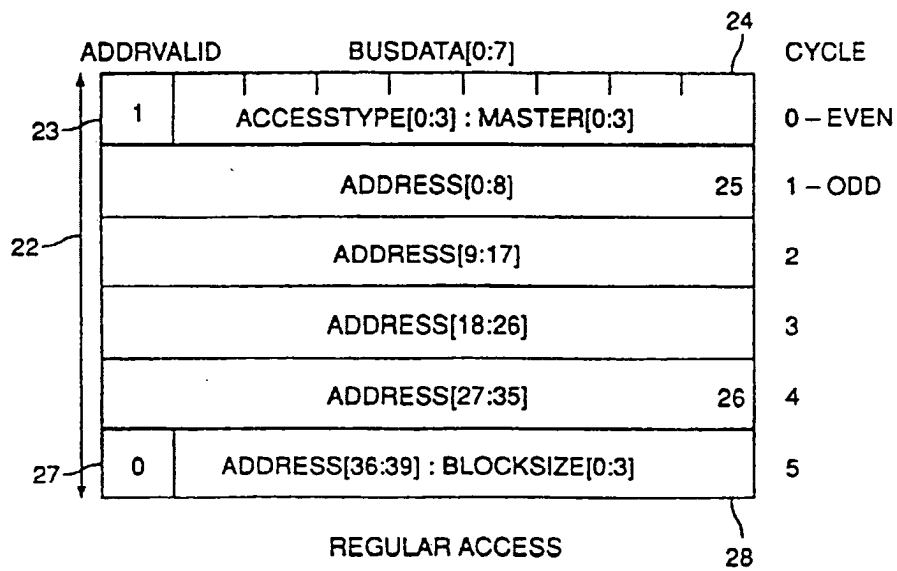 24
ADDRVALID BUSDATA[0:7] CYCLE
23 1 ACCESSTYPE[0:3] : MASTER[0:3] 0 – EVEN
ADDRESS[0:8] 25 1 – ODD
22 ADDRESS[9:17] 2
ADDRESS[18:26] 3
ADDRESS[27:35] 26 4
27 0 ADDRESS[36:39] : BLOCKSIZE[0:3] 5
REGULAR ACCESS 28